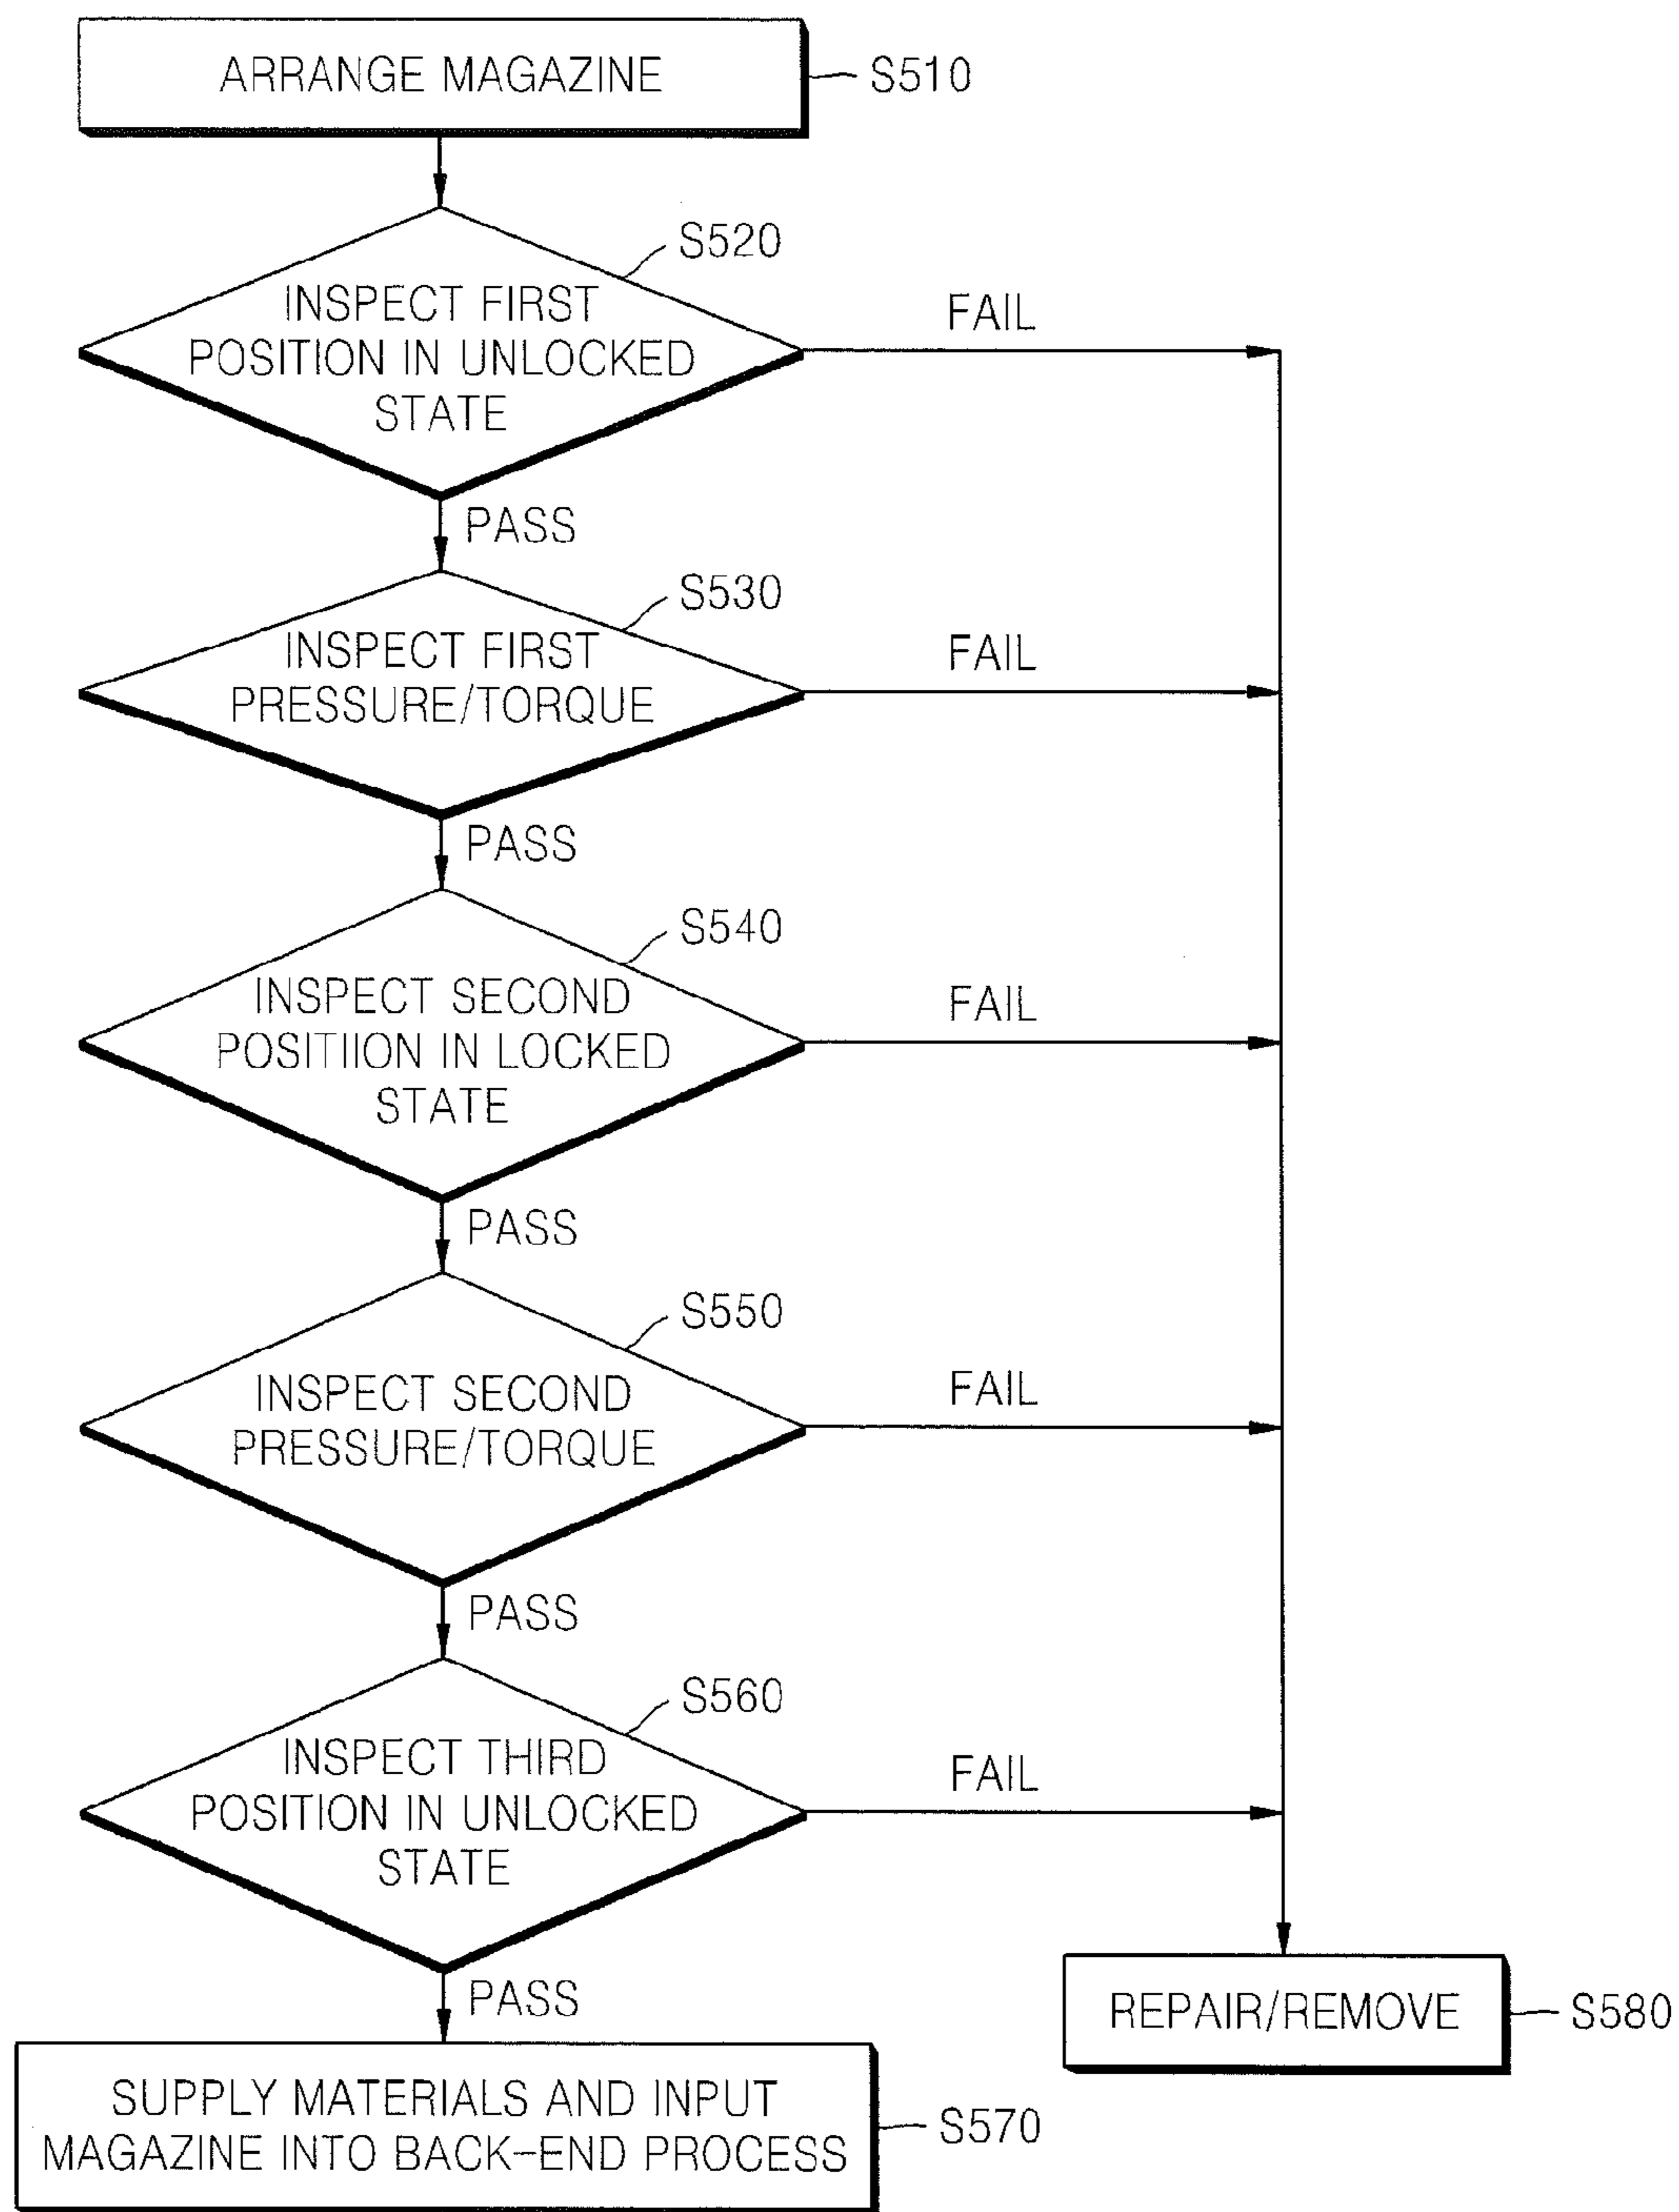 ARRANGE MAGAZINE
S510
S520
INSPECT FIRST
POSITION IN UNLOCKED
STATE
FAIL
PASS
S530
INSPECT FIRST
PRESSURE/TORQUE
FAIL
PASS
S540
INSPECT SECOND
POSITIION IN LOCKED
STATE
FAIL
PASS
S550
INSPECT SECOND
PRESSURE/TORQUE
FAIL
PASS
S560
INSPECT THIRD
POSITION IN UNLOCKED
STATE
FAIL
PASS
REPAIR/REMOVE
S580
SUPPLY MATERIALS AND INPUT
MAGAZINE INTO BACK-END PROCESS
S570